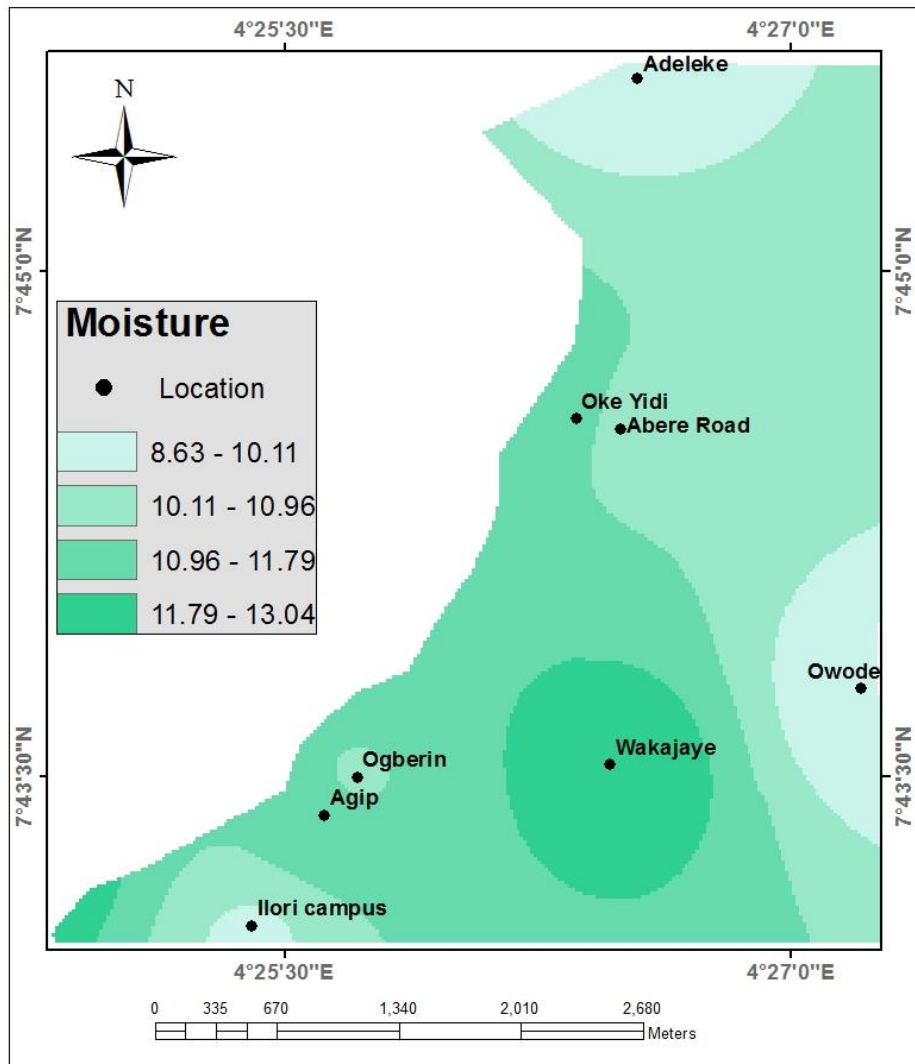 4°25'30"E 4°27'0"E
N
Adeleke
7°45'0"N 7°45'0"N
Moisture
Location
8.63 - 10.11
10.11 - 10.96
10.96 - 11.79
11.79 - 13.04
Oke Yidi
Abere Road
Owode
Wakajaye
Ogberin
Agip
7°43'30"N 7°43'30"N
Ilori campus
4°25'30"E 4°27'0"E
0 335 670 1,340 2,010 2,680
Meters